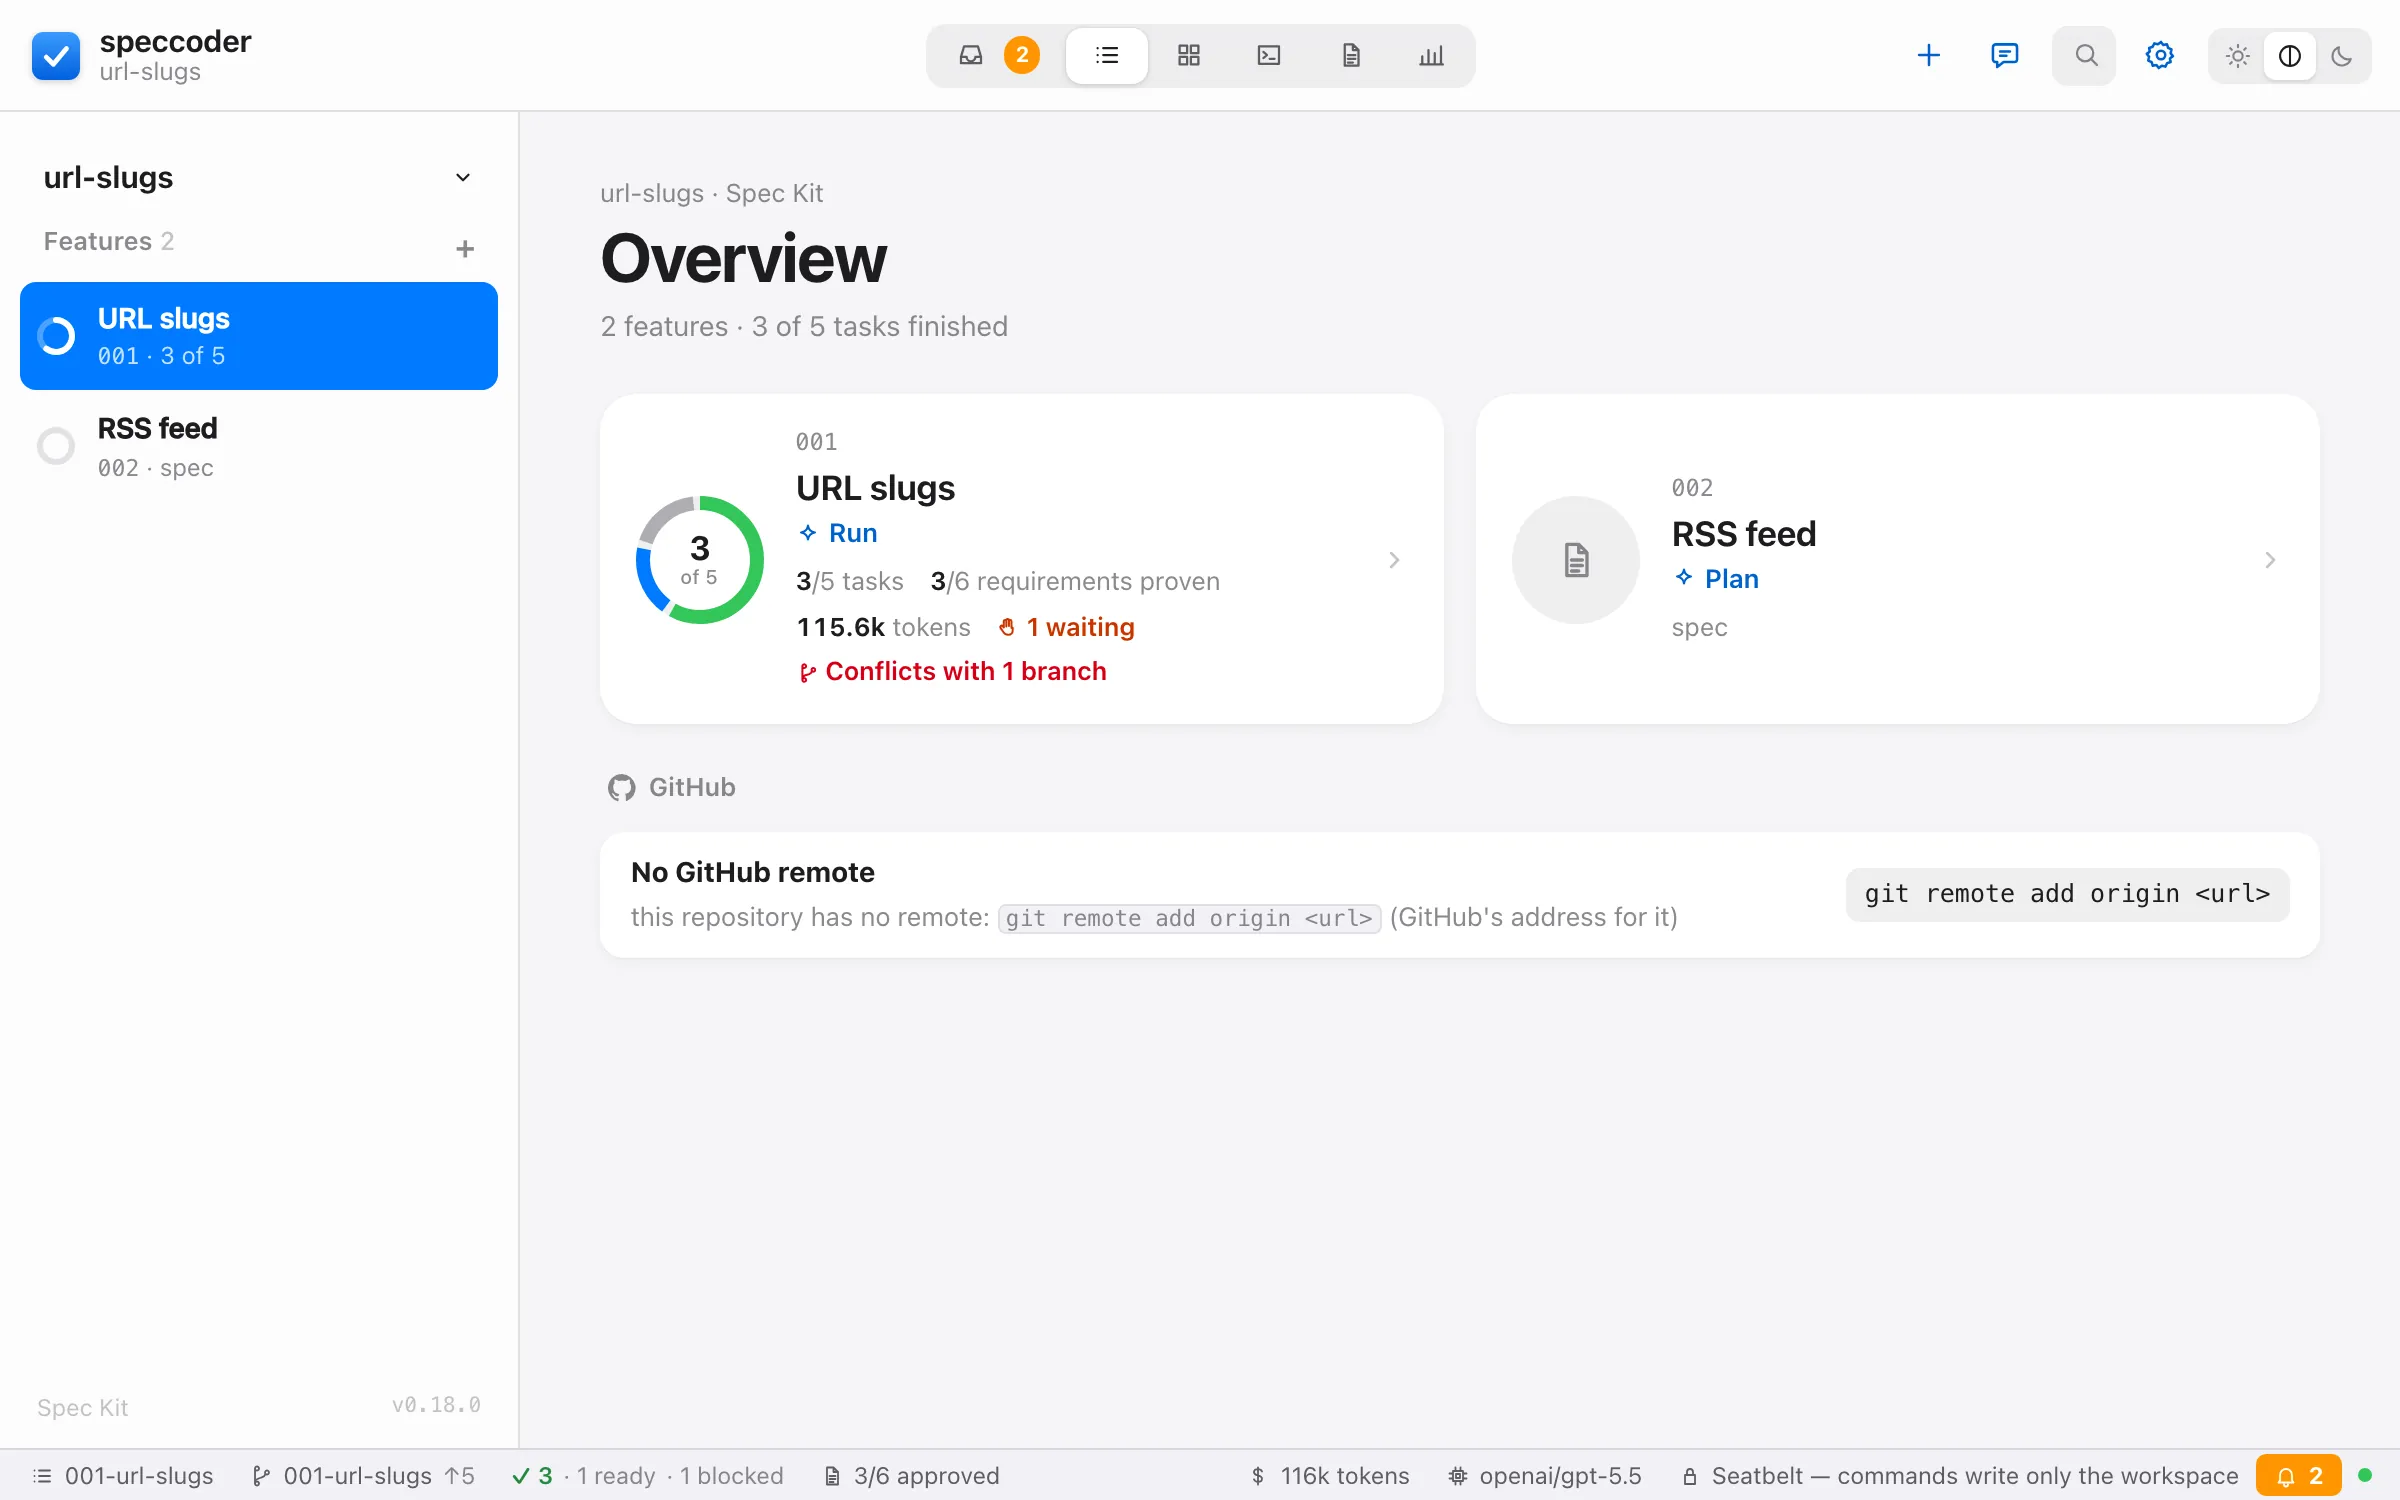 speccoder
url-slugs
2
url-slugs
Features 2
URL slugs
001 · 3 of 5
RSS feed
002 · spec
Spec Kit
v0.18.0
url-slugs · Spec Kit
Overview
2 features · 3 of 5 tasks finished
3
of 5
001
URL slugs
Run
3/5 tasks 3/6 requirements proven
115.6k tokens 1 waiting
Conflicts with 1 branch
002
RSS feed
Plan
spec
GitHub
No GitHub remote
this repository has no remote: git remote add origin <url> (GitHub's address for it)
git remote add origin <url>
001-url-slugs 001-url-slugs ↑5 ✓ 3 · 1 ready · 1 blocked 3/6 approved $ 116k tokens openai/gpt-5.5 Seatbelt — commands write only the workspace 2